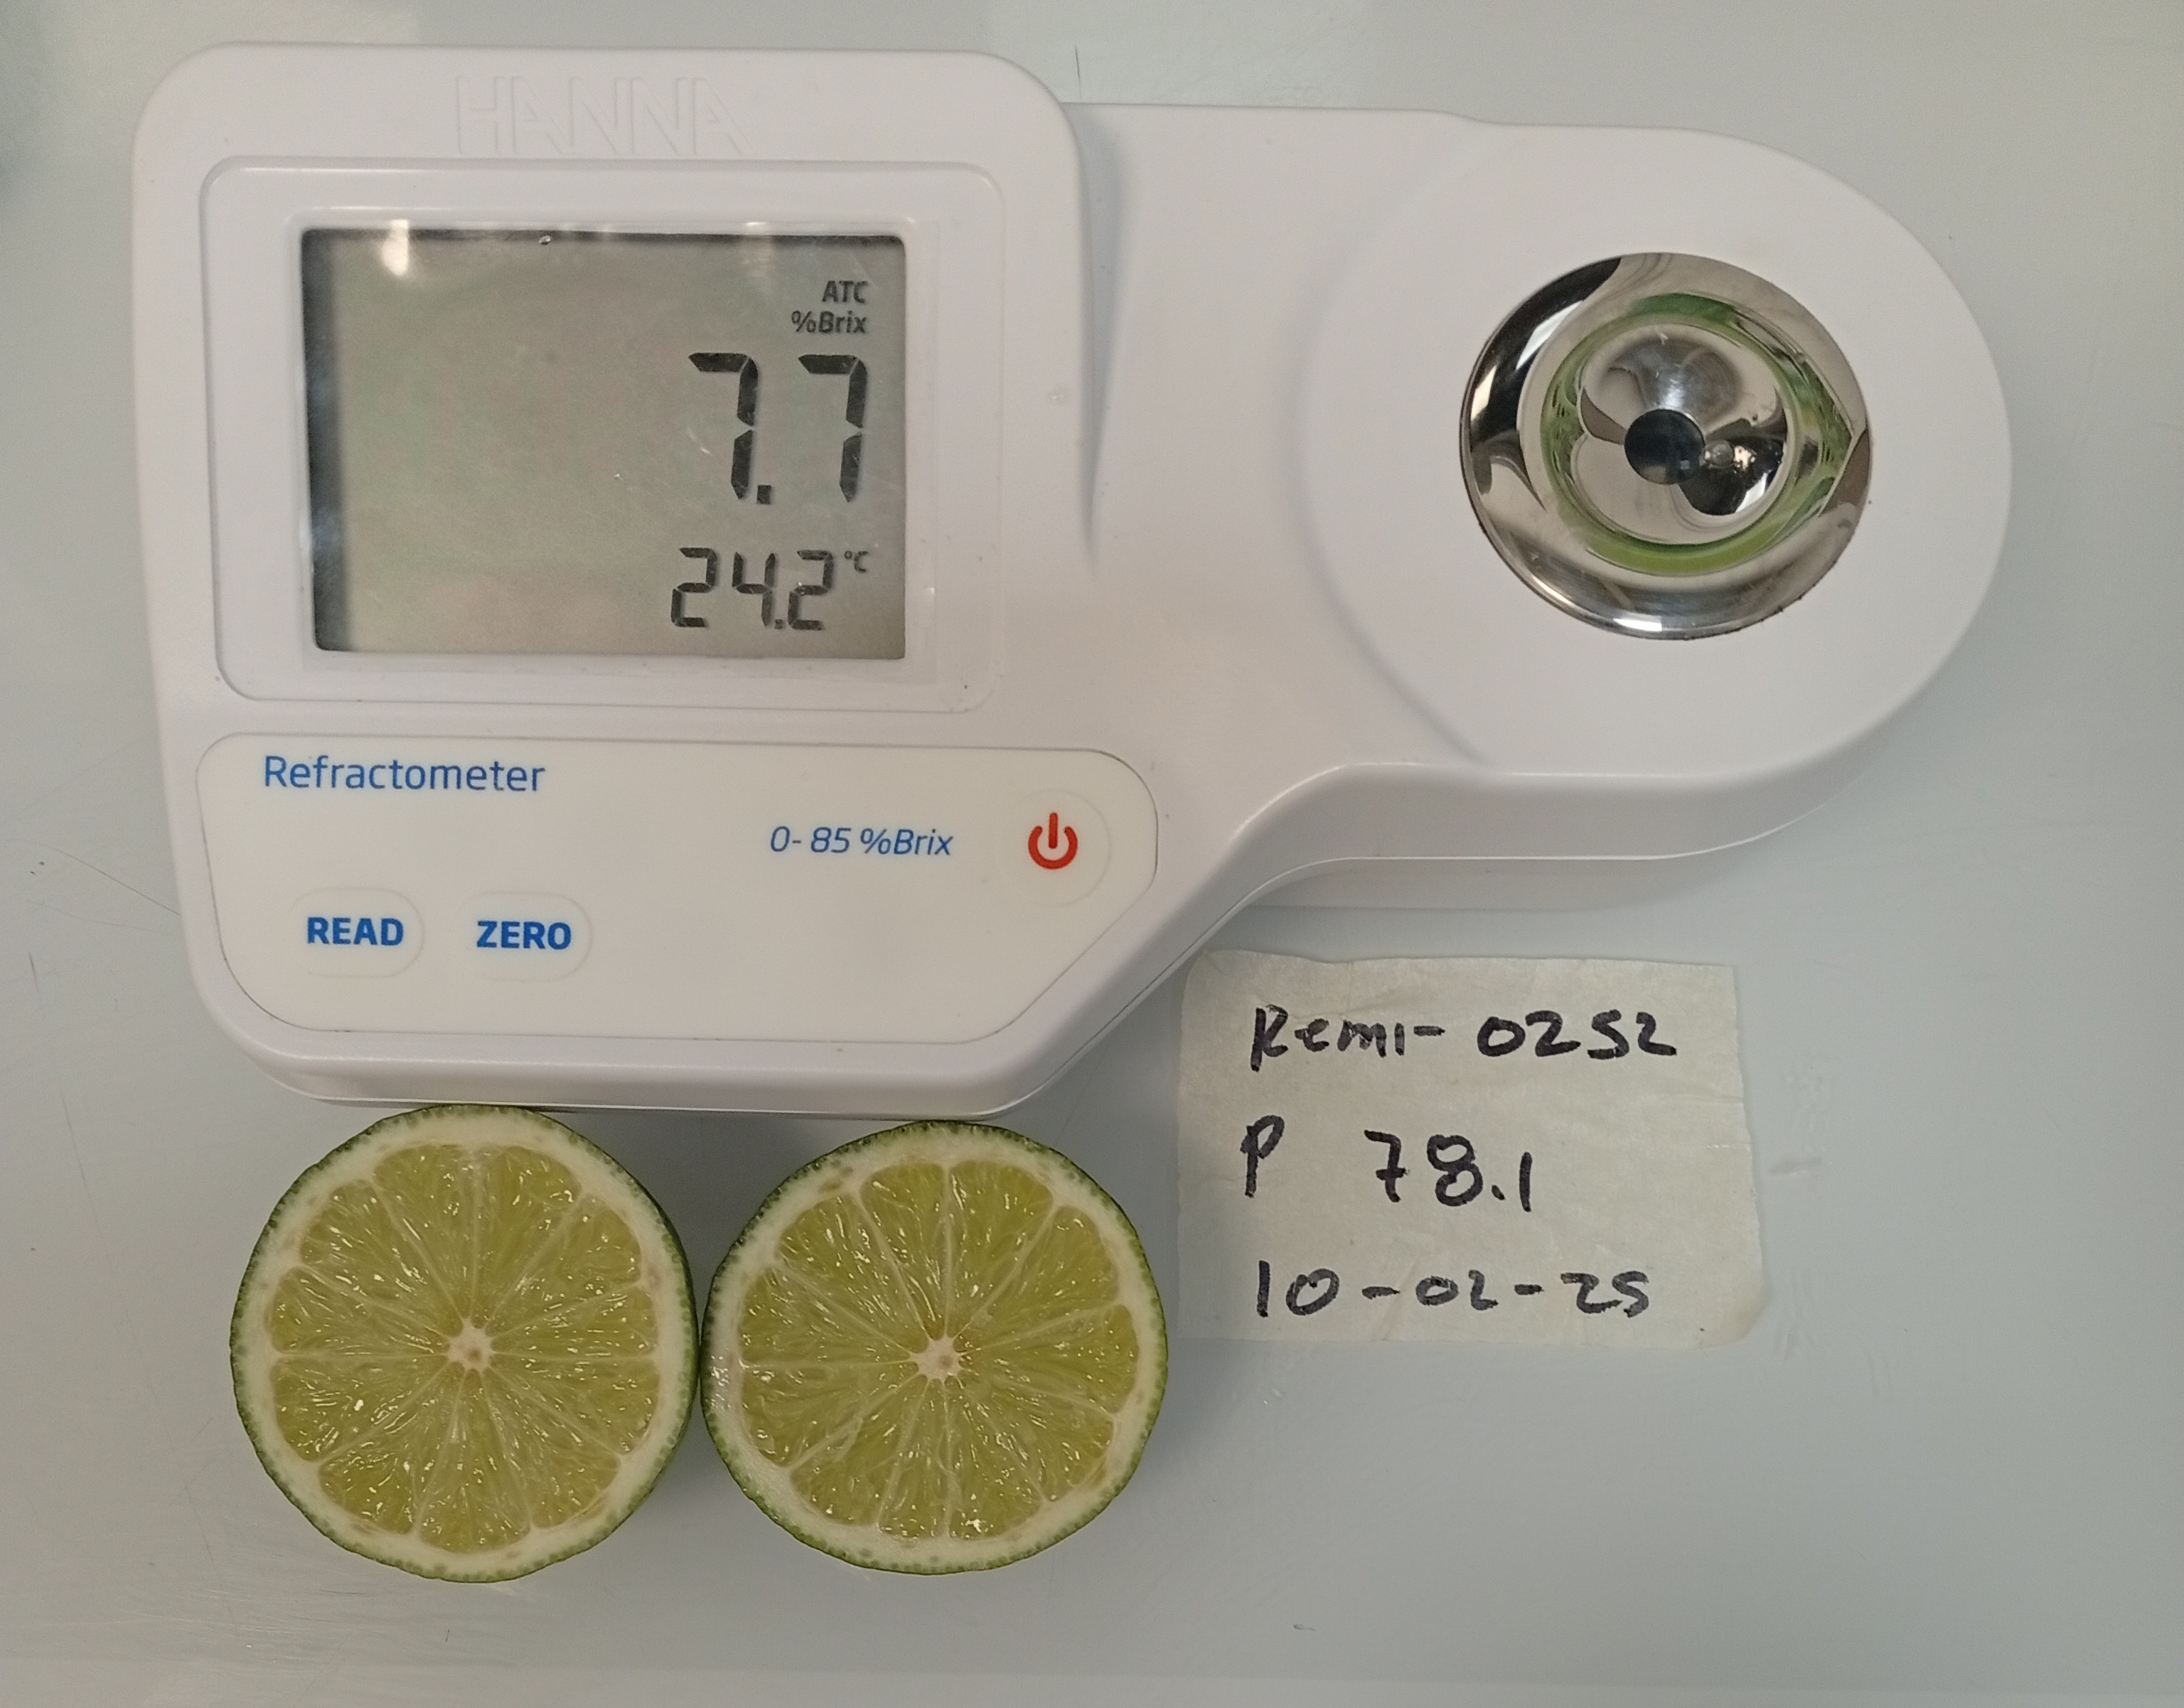 HANNA
ATC
%Brix
7.7
24.2°C
Refractometer
0-85 %Brix
READ ZERO
Remi-0252
P 78.1
10-02-25